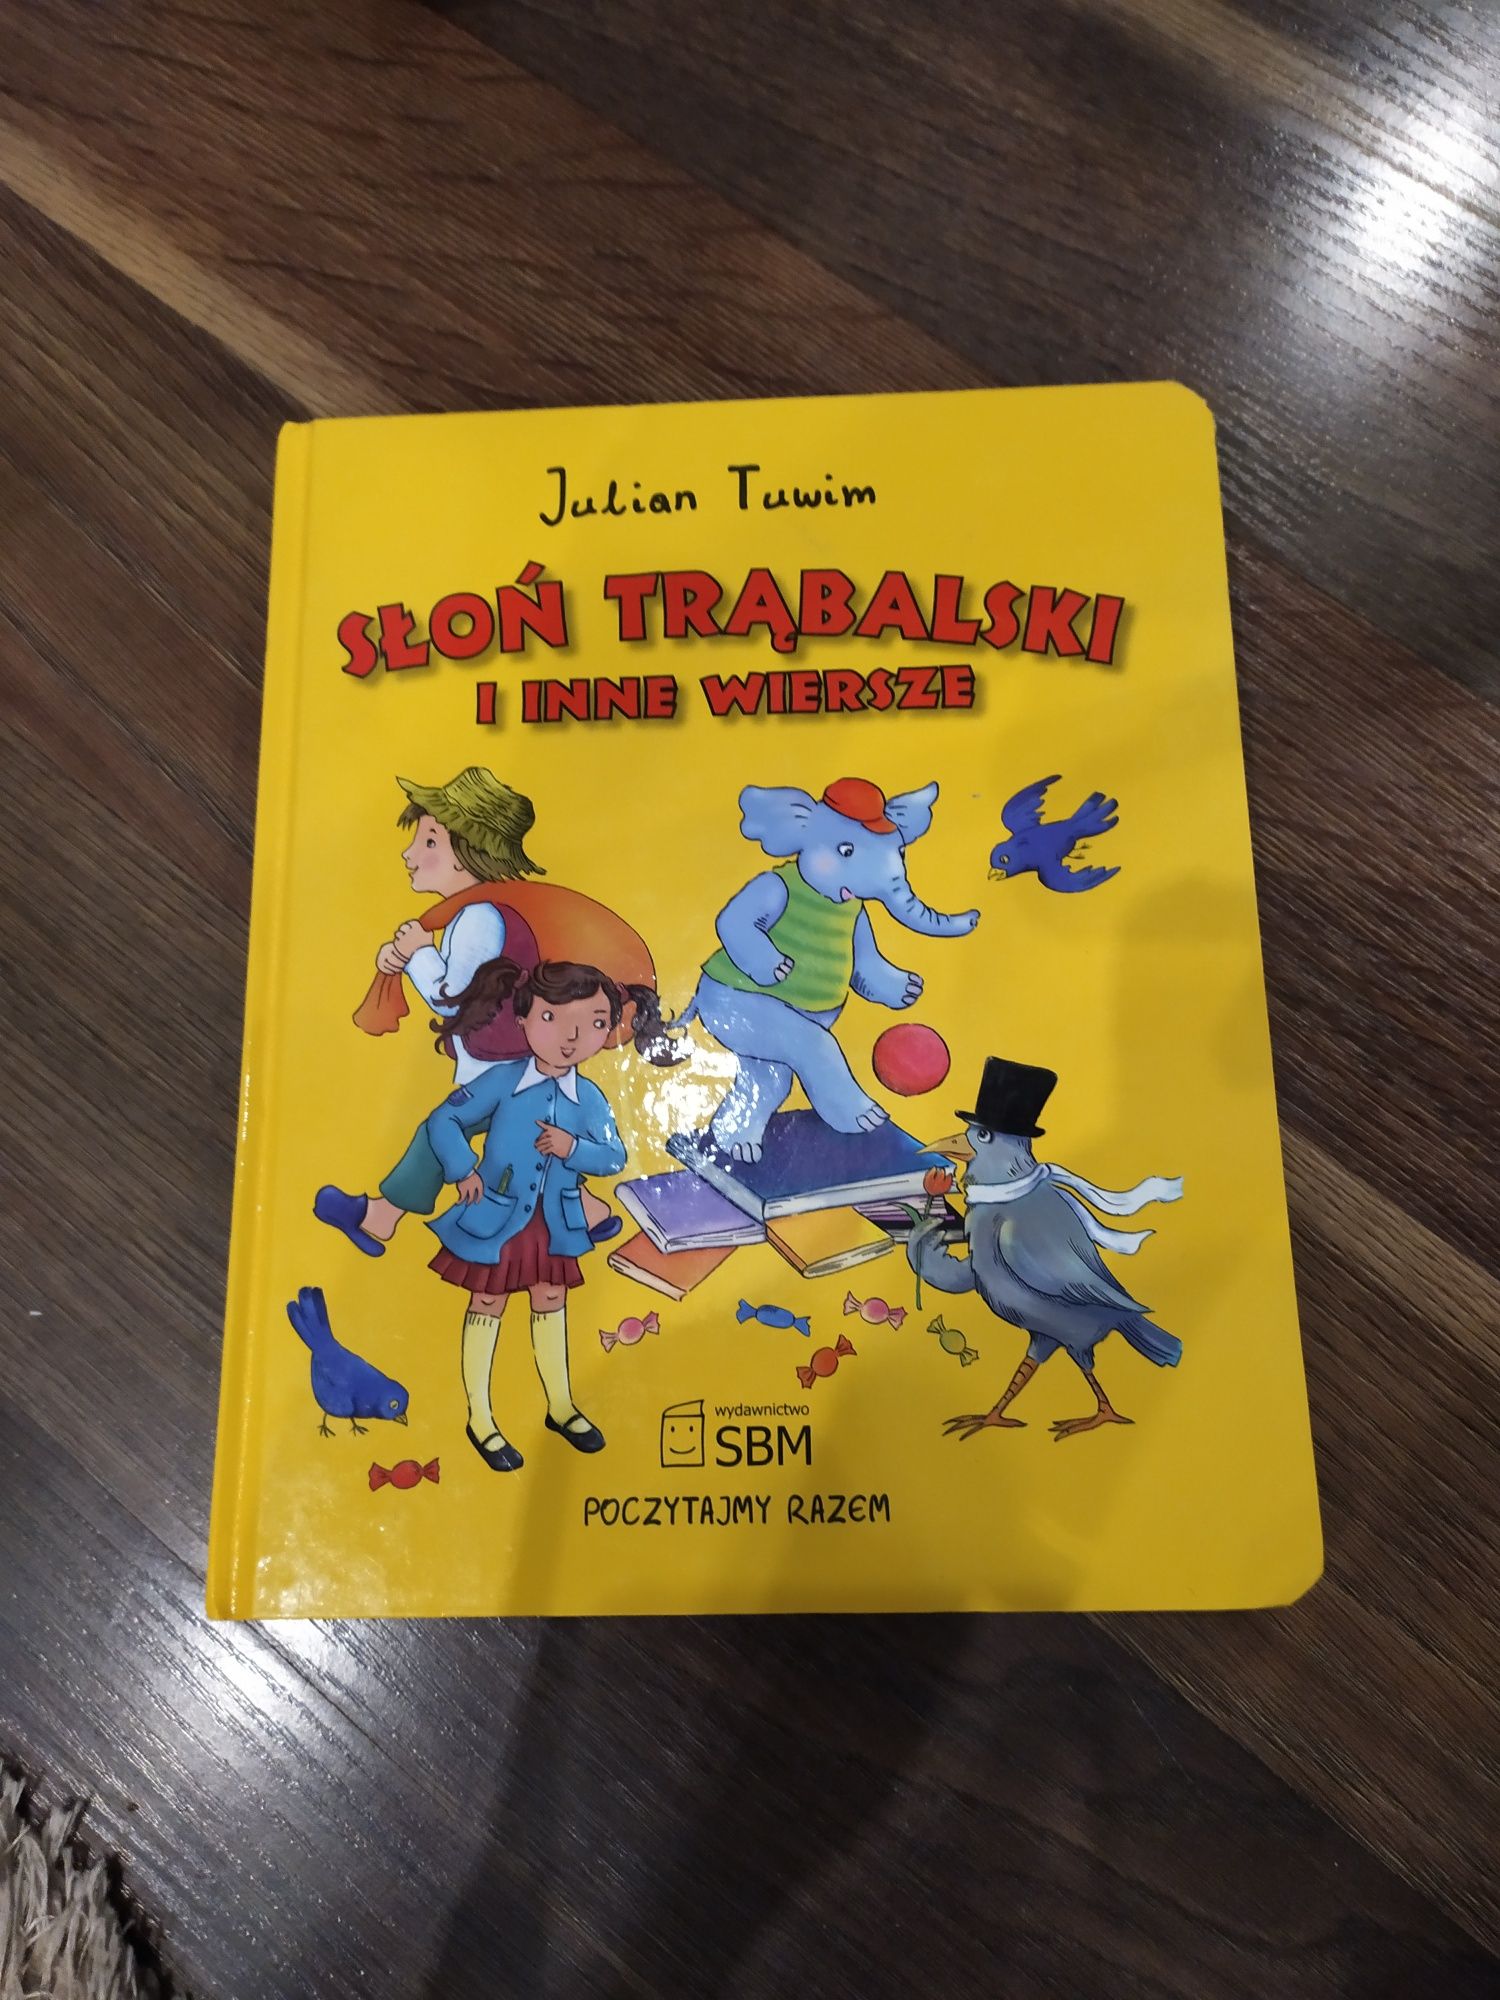 Julian Tuwim
SŁOŃ TRĄBALSKI
I INNE WIERSZE
wydawnictwo
SBM
POCZYTAJMY RAZEM